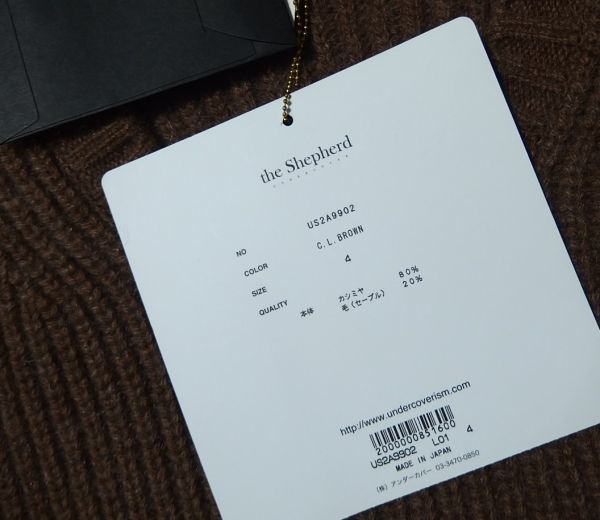 the Shepherd
NO US2A9902
COLOR C.L.BROWN
SIZE 4
QUALITY 本体 カシミヤ 80%
毛(セーブル) 20%
http://www.undercoverism.com
2000000851600
US2A9902 L01 4
MADE IN JAPAN
(株) アンダーカバー 03-3470-0850